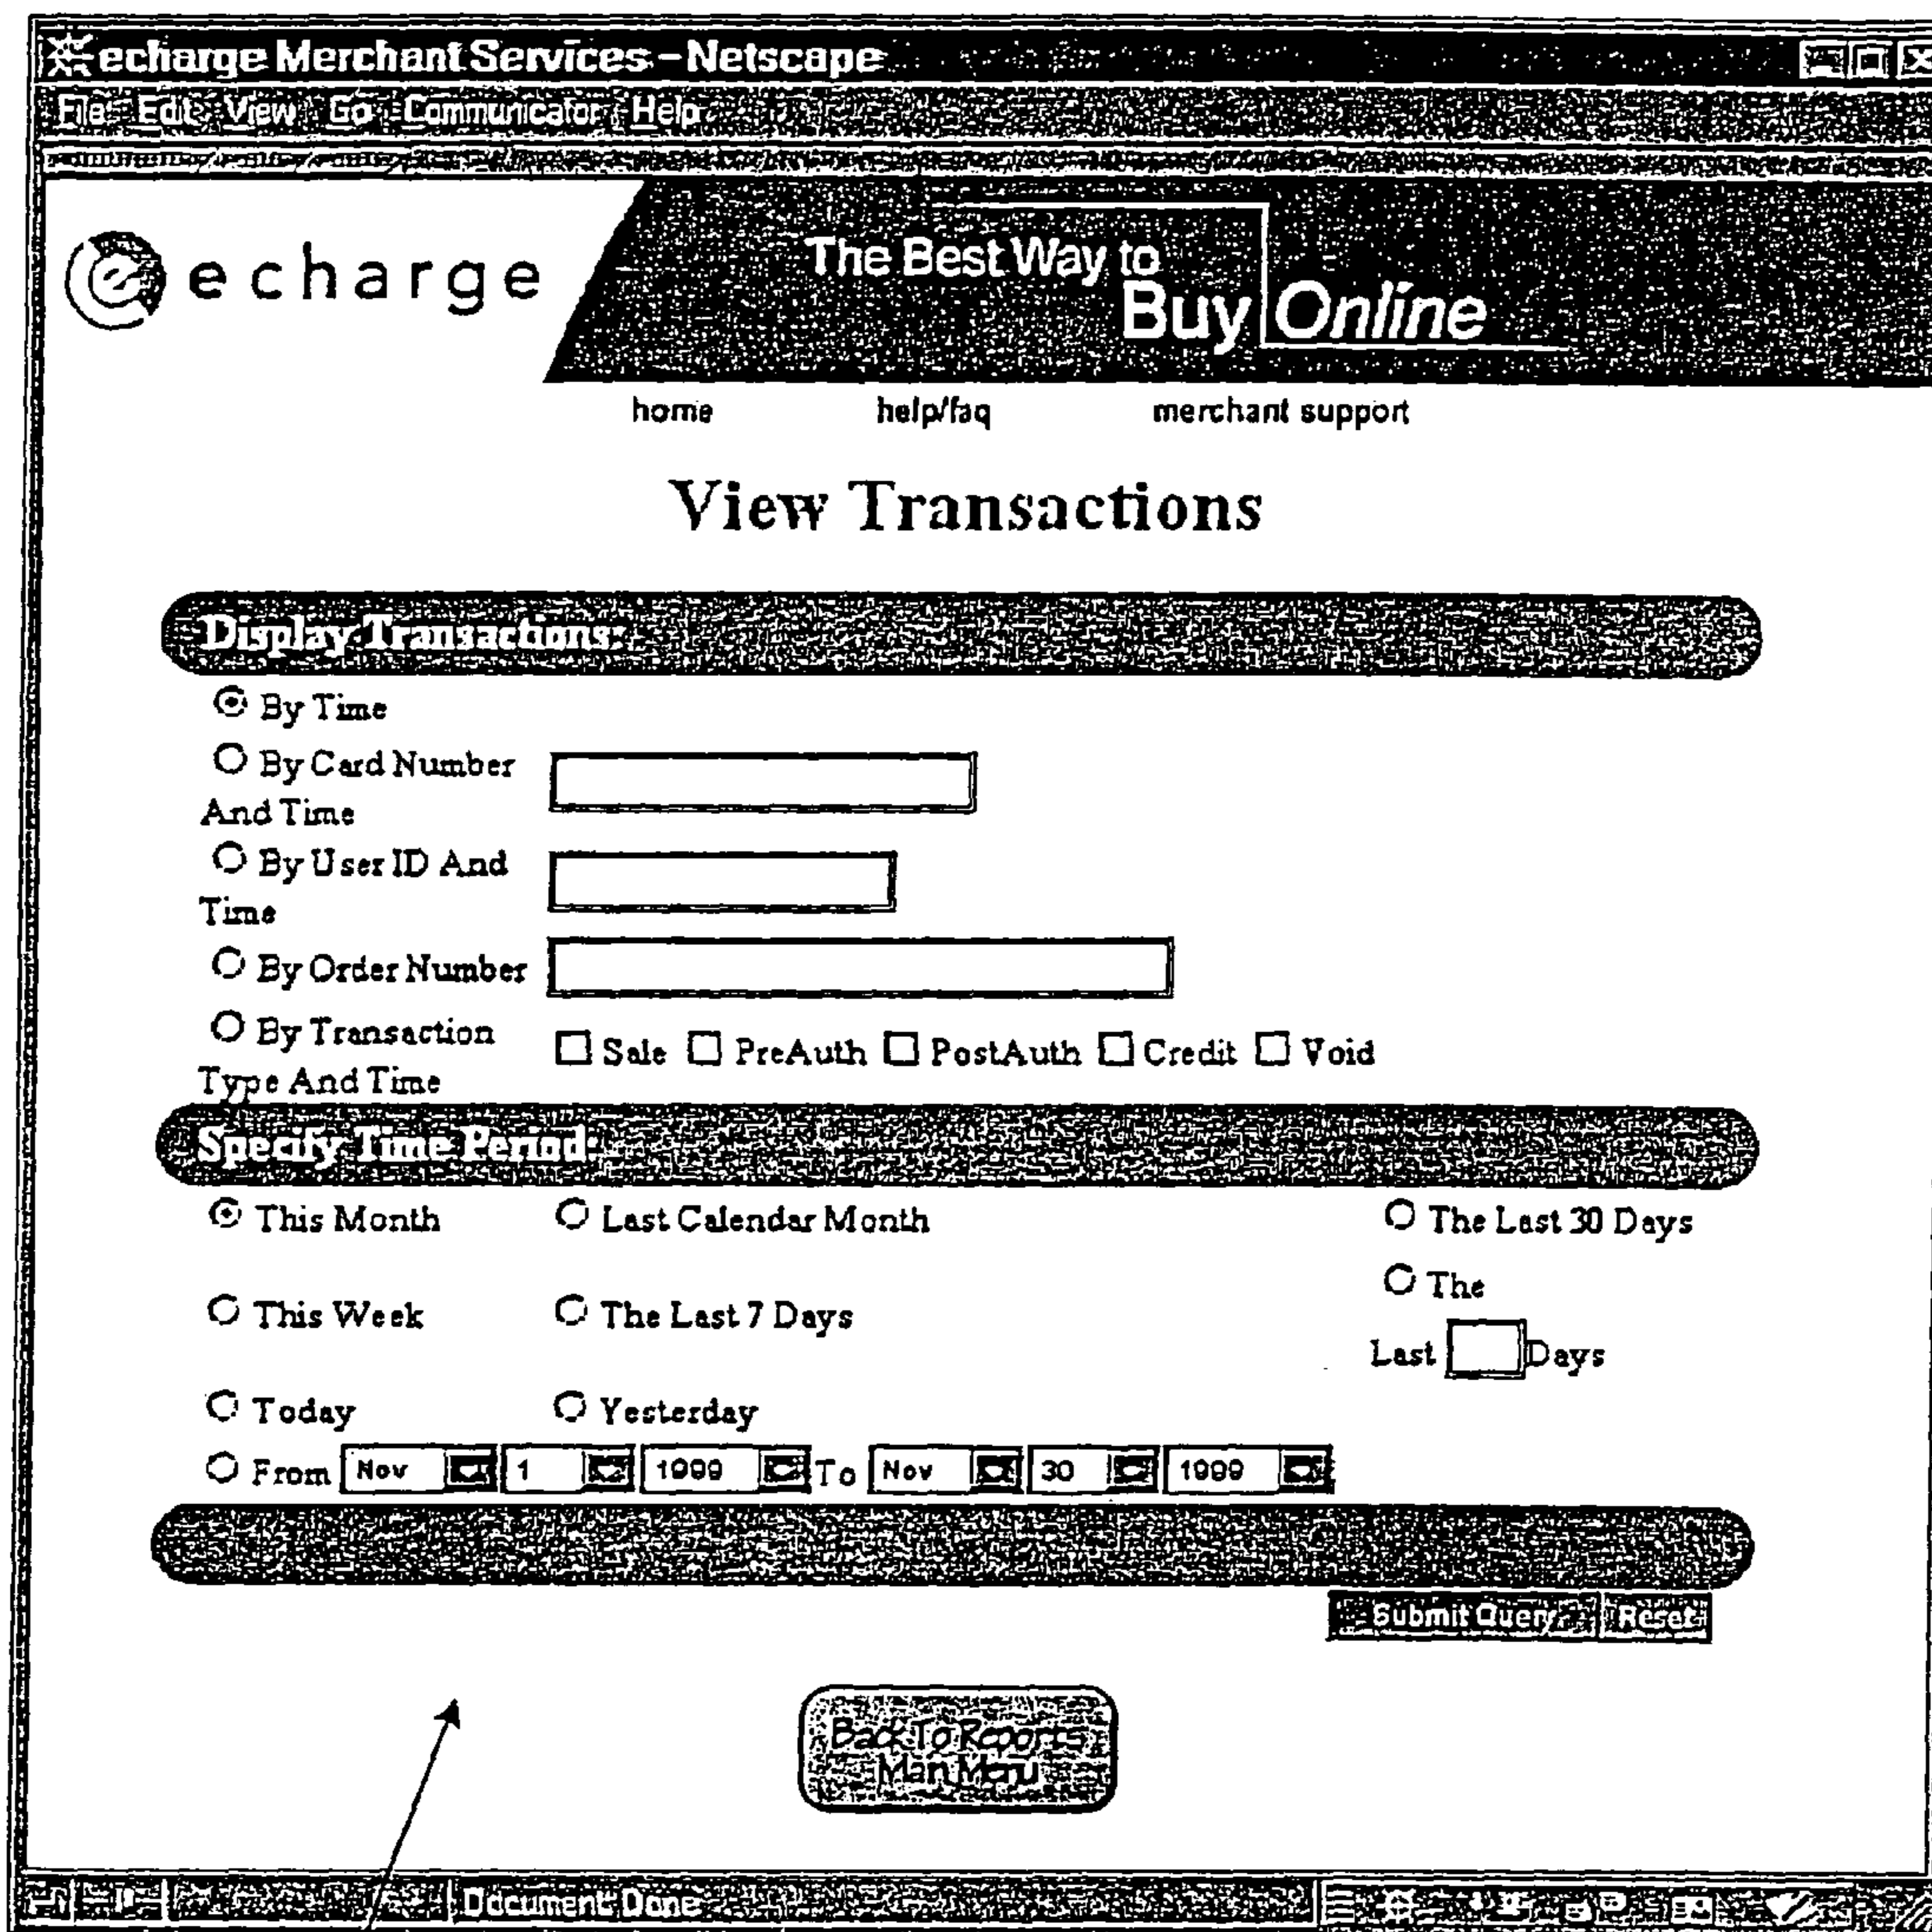 echarge Merchant Services - Netscape
File Edit View Go Communicator Help
echarge
The Best Way to
Buy Online
home help/faq merchant support
View Transactions
Display Transactions:
By Time
By Card Number
And Time
By User ID And
Time
By Order Number
By Transaction
Type And Time
Sale PreAuth PostAuth Credit Void
Specify Time Period:
This Month Last Calendar Month The Last 30 Days
This Week The Last 7 Days The
Last Days
Today Yesterday
From Nov 1 1999 To Nov 30 1999
Submit Query Reset
Back To Reports
Main Menu
Document: Done